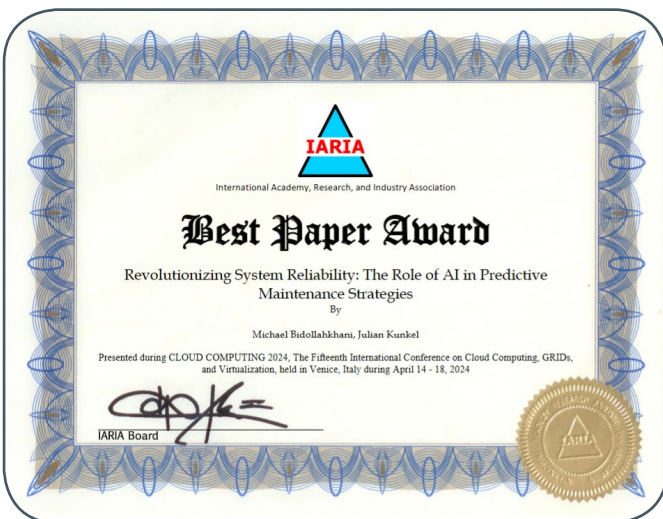 IARIA
International Academy, Research, and Industry Association
Best Paper Award
Revolutionizing System Reliability: The Role of AI in Predictive
Maintenance Strategies
By
Michael Bidollahkhani, Julian Kunkel
Presented during CLOUD COMPUTING 2024, The Fifteenth International Conference on Cloud Computing, GRIDs,
and Virtualization, held in Venice, Italy during April 14 - 18, 2024
IARIA Board
IARIA